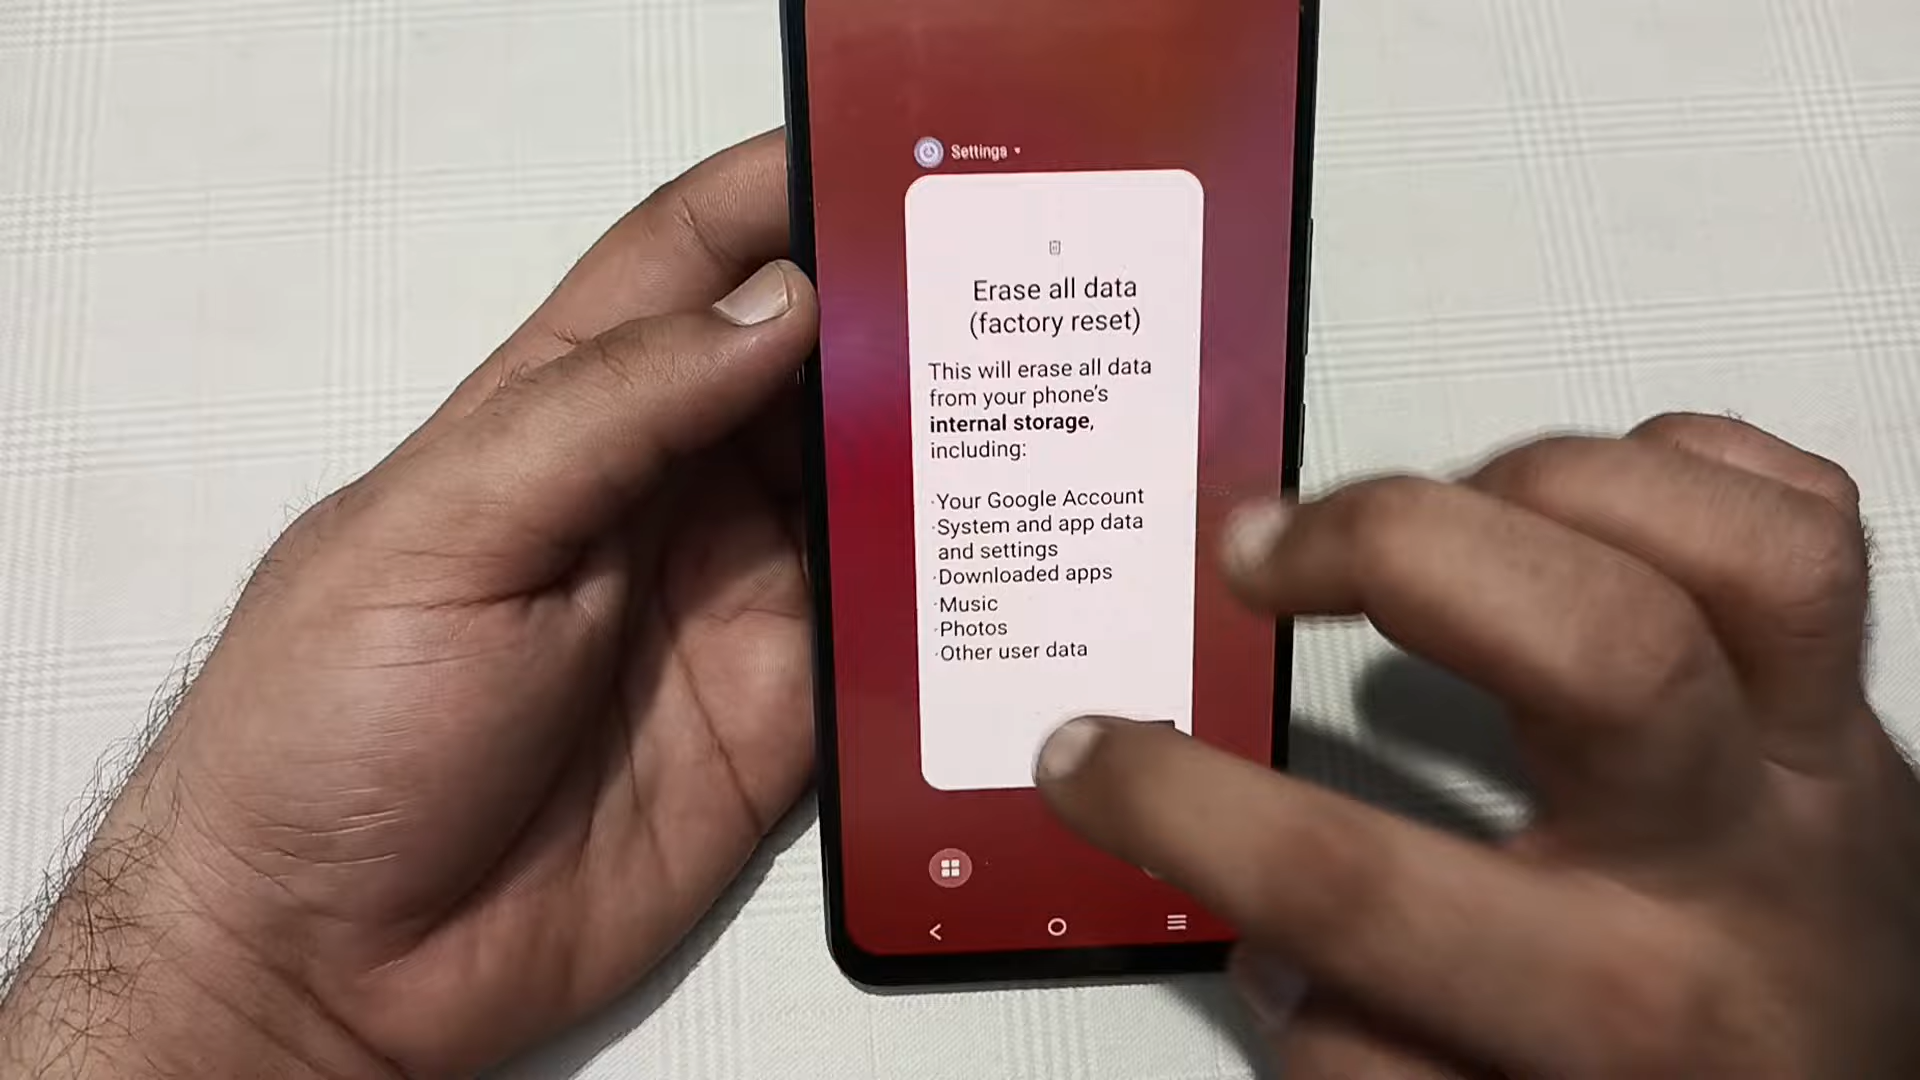 Settings
Erase all data
(factory reset)
This will erase all data
from your phone's
internal storage,
including:
·Your Google Account
·System and app data
and settings
·Downloaded apps
·Music
·Photos
·Other user data